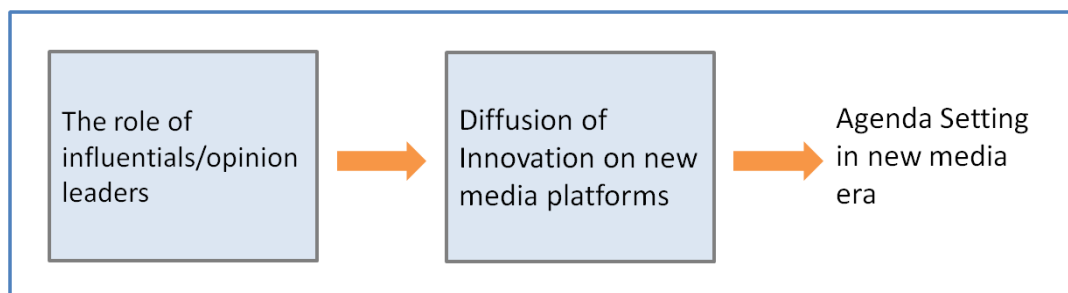 The role of
influentials/opinion
leaders
Diffusion of
Innovation on new
media platforms
Agenda Setting
in new media
era